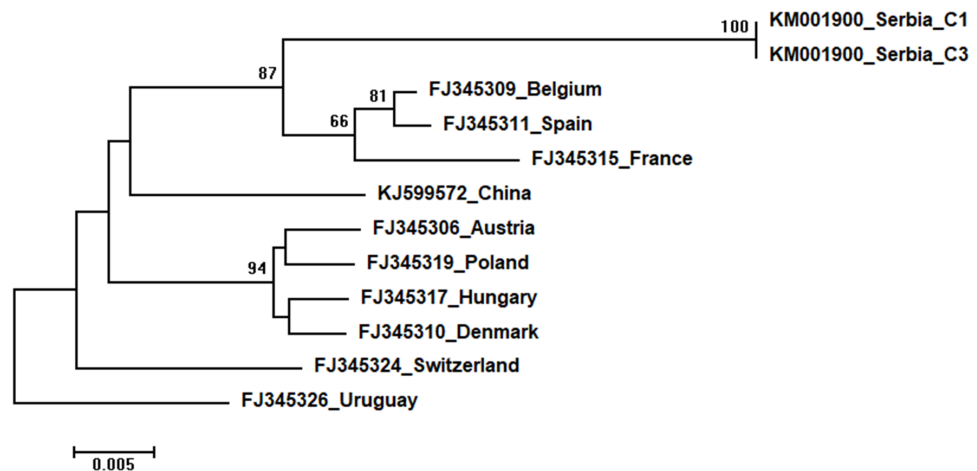 100
KM001900_Serbia_C1
KM001900_Serbia_C3
87
81
FJ345309_Belgium
66
FJ345311_Spain
FJ345315_France
KJ599572_China
FJ345306_Austria
94
FJ345319_Poland
FJ345317_Hungary
FJ345310_Denmark
FJ345324_Switzerland
FJ345326_Uruguay
0.005